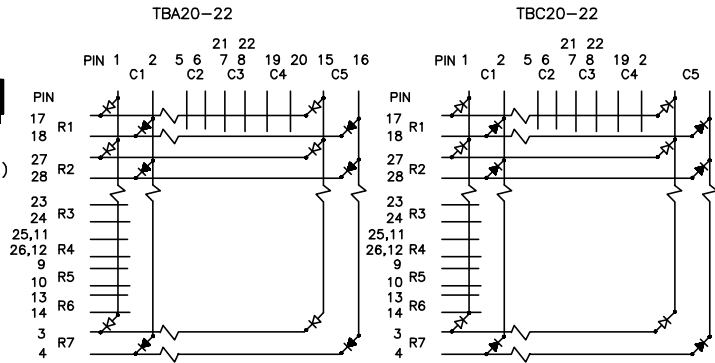 TBA20-22 TBC20-22
21 22 21 22
PIN 1 2 5 6 7 8 19 20 15 16 PIN 1 2 5 6 7 8 19 2
C1 C2 C3 C4 C5 C1 C2 C3 C4 C5
PIN PIN
17 17
R1 R1
18 18
27 27
) R2 R2
28 28
23 23
R3 R3
24 24
25,11 25,11
26,12 R4 26,12 R4
9 9
R5 R5
10 10
13 13
R6 R6
14 14
3 3
R7 R7
4 4